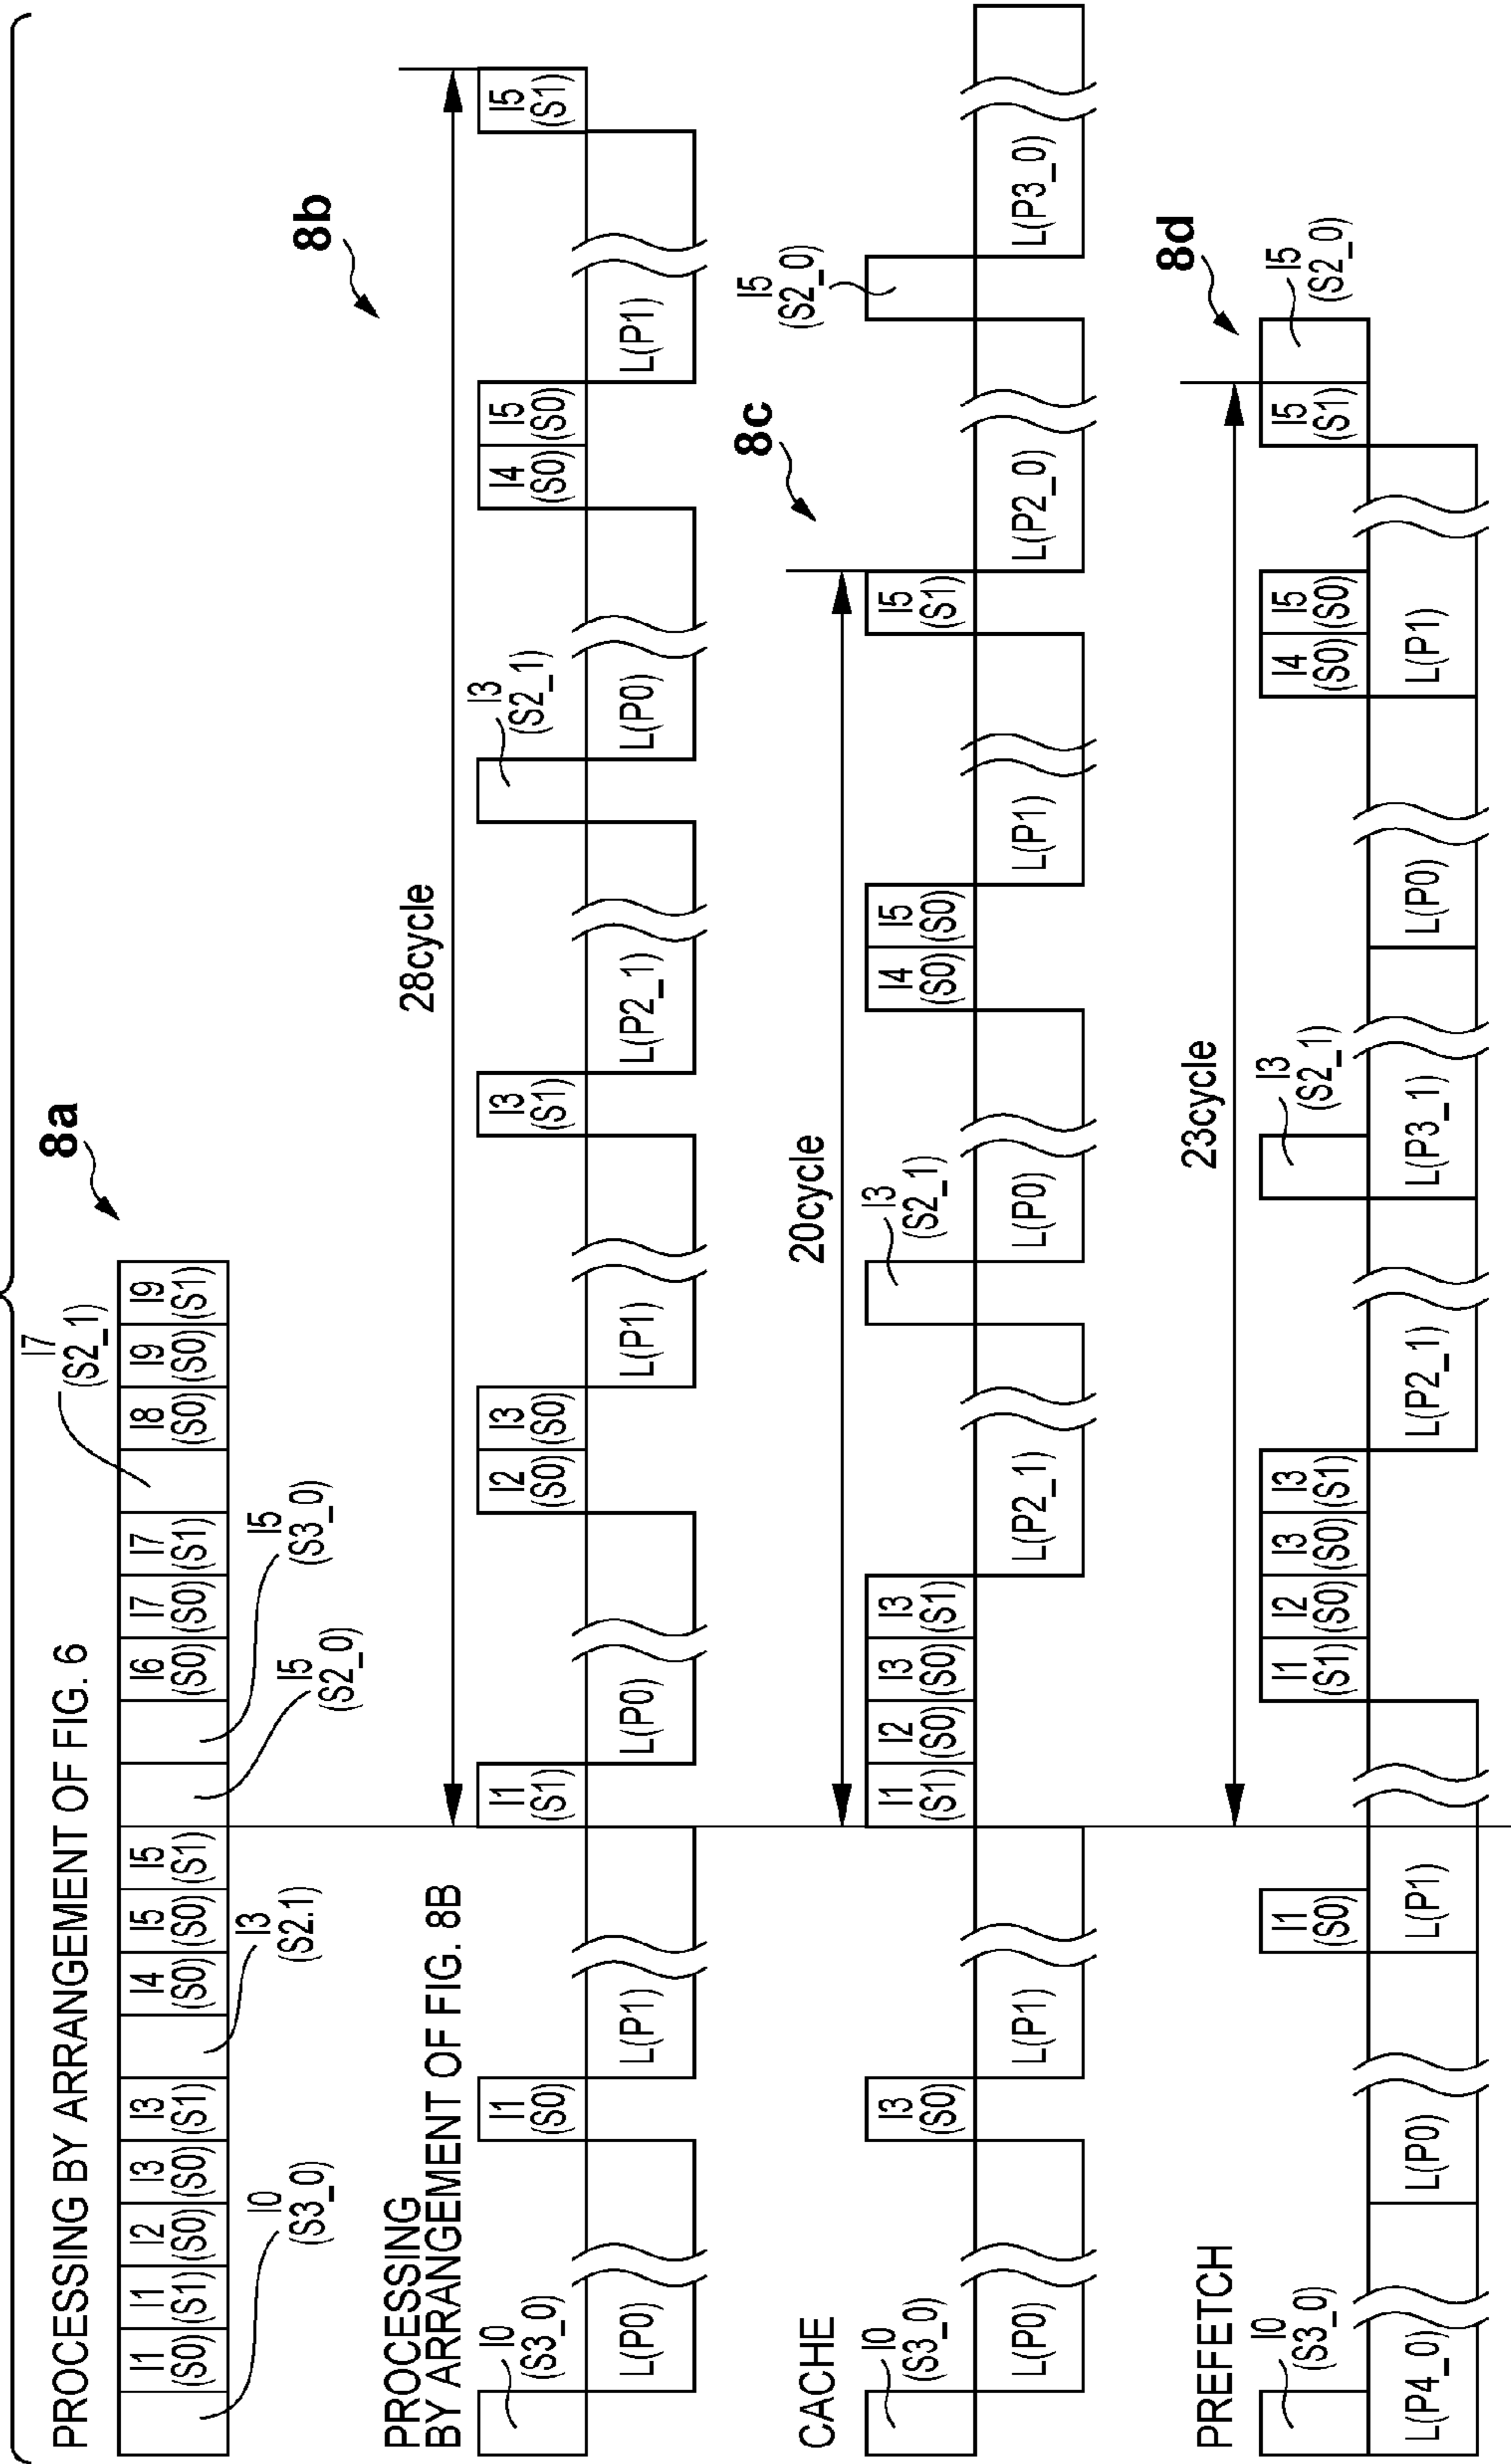 PROCESSING BY ARRANGEMENT OF FIG. 6
8a
I1 (S0)
I1 (S1)
I2 (S0)
I3 (S0)
I3 (S1)
I4 (S0)
I5 (S0)
I5 (S1)
I6 (S0)
I7 (S0)
I7 (S1)
I8 (S0)
I9 (S0)
I9 (S1)
I7 (S2_1)
I0 (S3_0)
I3 (S2.1)
I5 (S2_0)
I5 (S3_0)
PROCESSING
BY ARRANGEMENT OF FIG. 8B
8b
28cycle
I0 (S3_0)
I1 (S0)
I1 (S1)
I2 (S0)
I3 (S0)
I3 (S1)
I3 (S2_1)
I4 (S0)
I5 (S0)
I5 (S1)
L(P0)
L(P1)
L(P0)
L(P1)
L(P2_1)
L(P0)
L(P1)
CACHE
8c
20cycle
I0 (S3_0)
I3 (S0)
I1 (S1)
I2 (S0)
I3 (S0)
I3 (S1)
I3 (S2_1)
I4 (S0)
I5 (S0)
I5 (S1)
I5 (S2_0)
L(P0)
L(P1)
L(P2_1)
L(P0)
L(P1)
L(P2_0)
L(P3_0)
PREFETCH
8d
23cycle
I0 (S3_0)
I1 (S0)
I1 (S1)
I2 (S0)
I3 (S0)
I3 (S1)
I3 (S2_1)
I4 (S0)
I5 (S0)
I5 (S1)
I5 (S2_0)
L(P4_0)
L(P0)
L(P1)
L(P2_1)
L(P3_1)
L(P0)
L(P1)